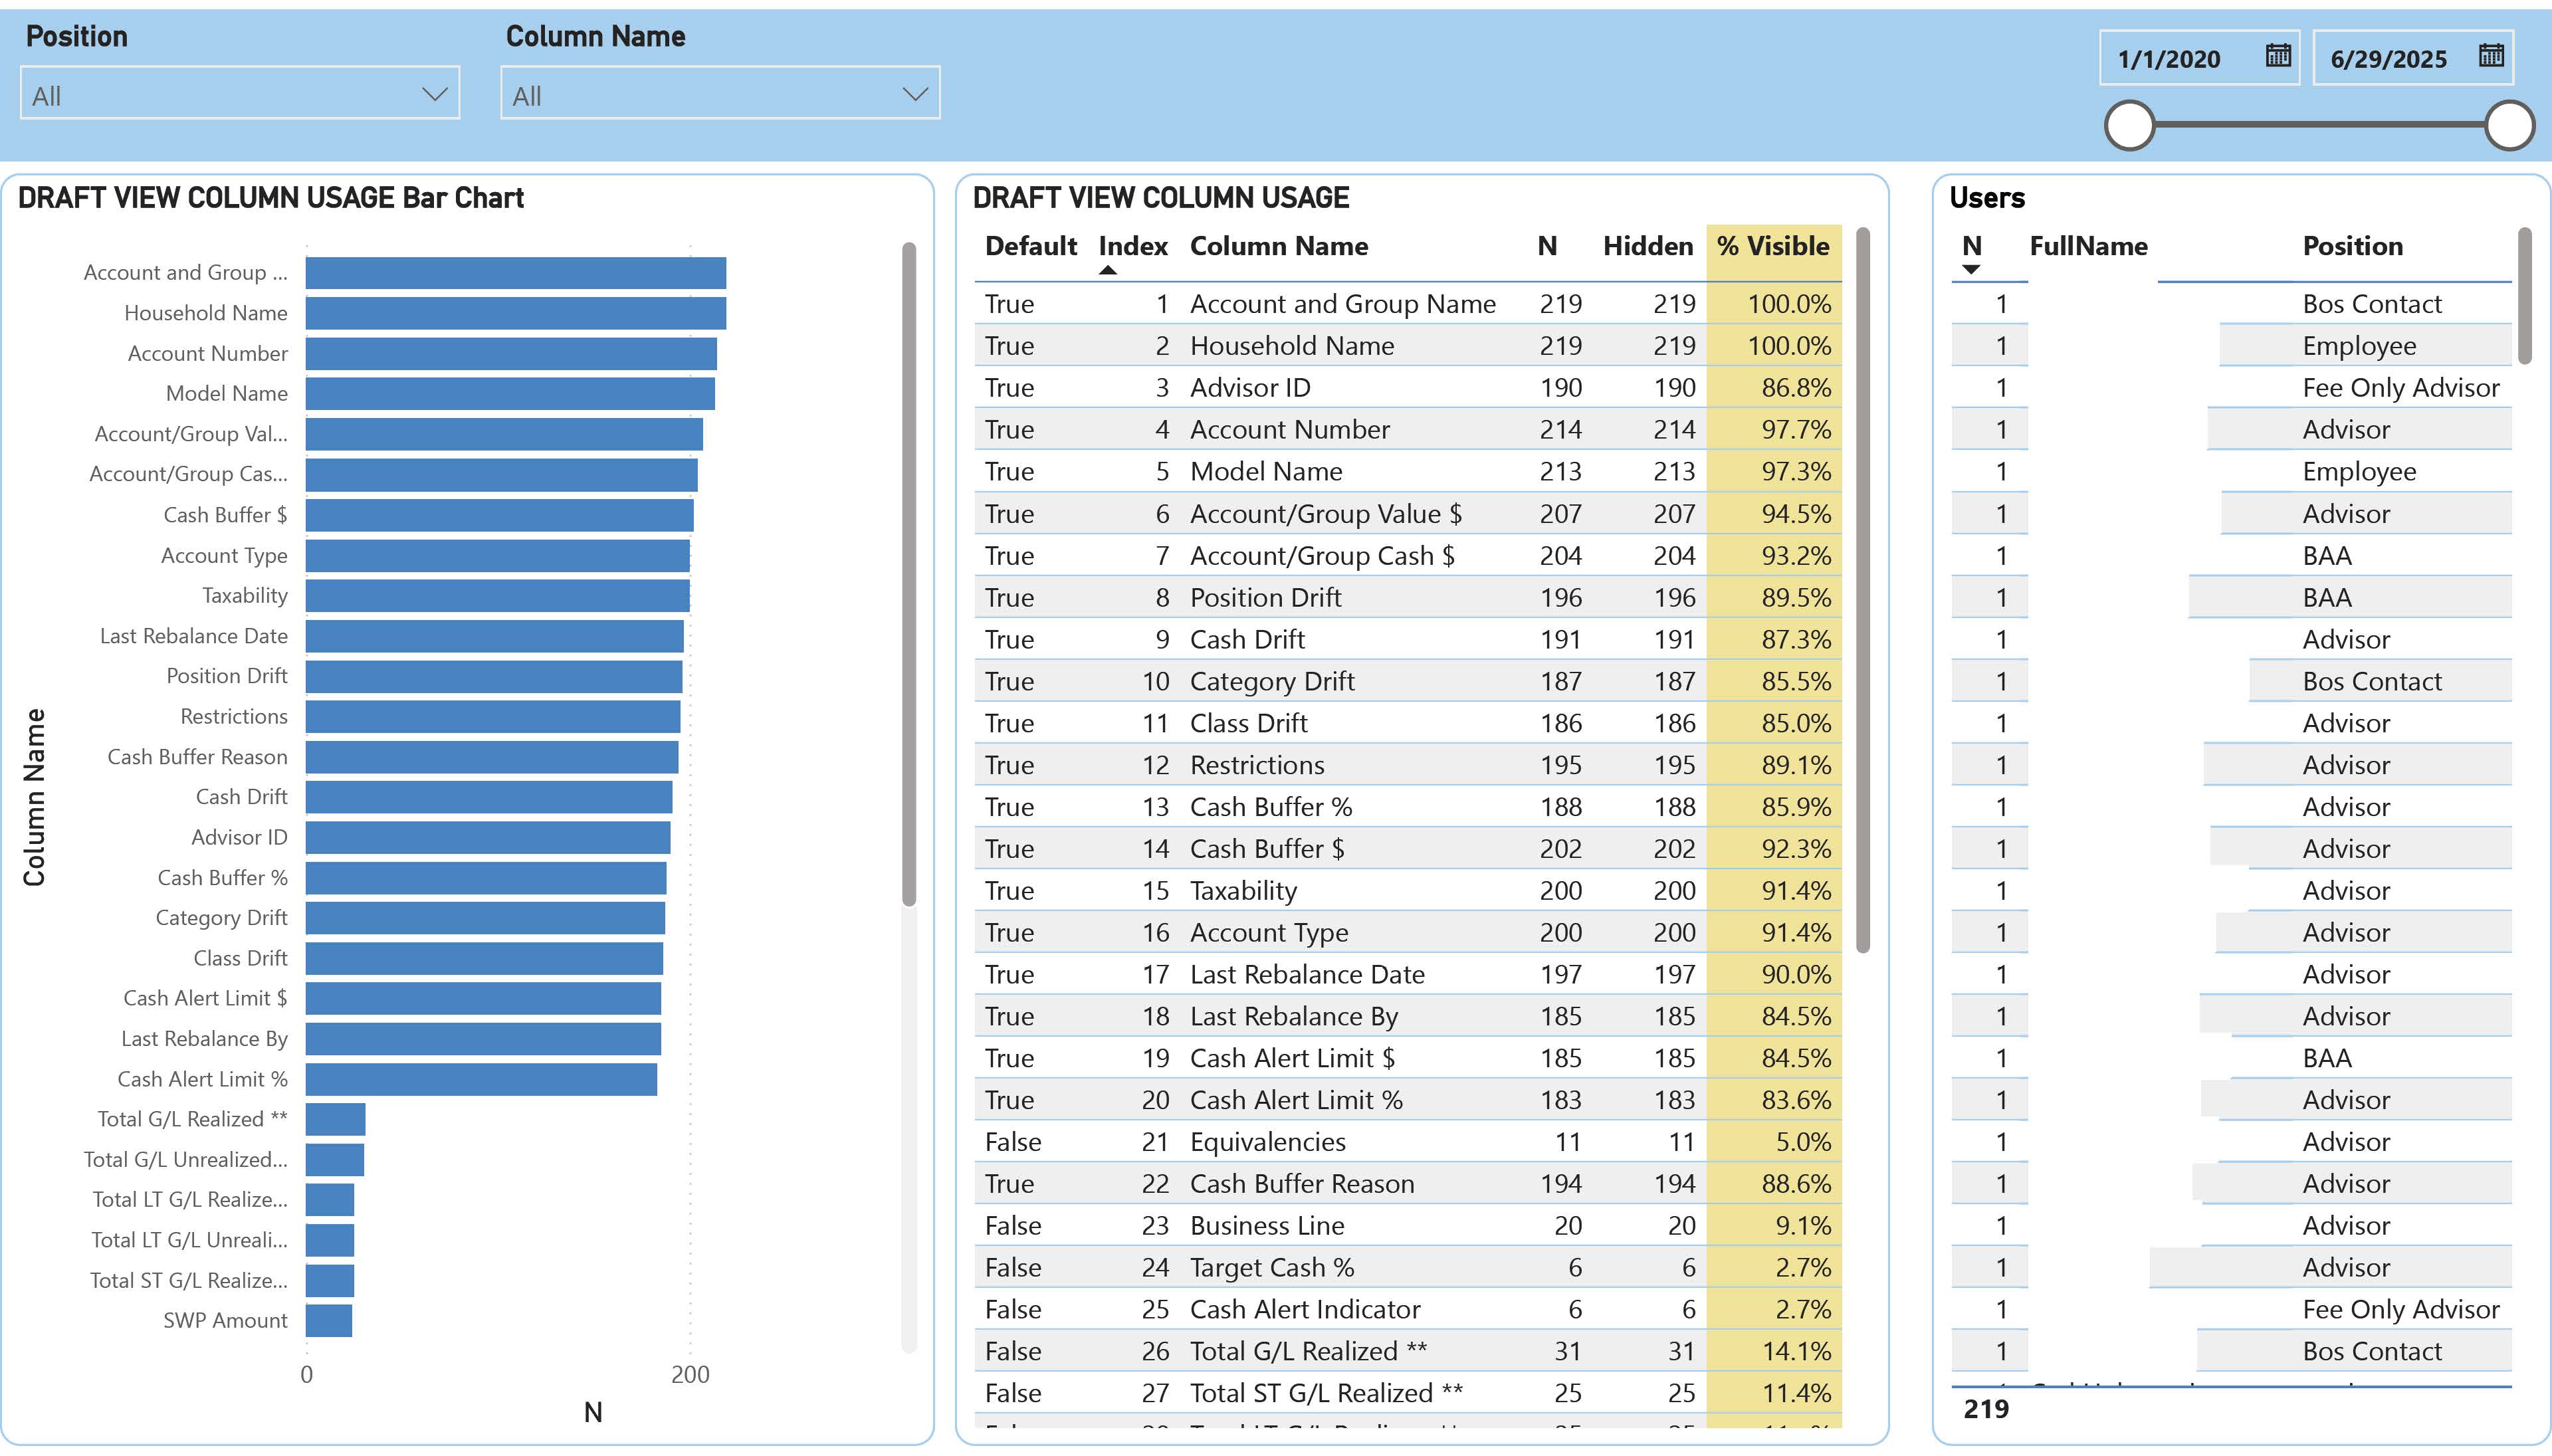 Position
Column Name
All
All
1/1/2020
6/29/2025
DRAFT VIEW COLUMN USAGE Bar Chart
Column Name
Account and Group ...
Household Name
Account Number
Model Name
Account/Group Val...
Account/Group Cas...
Cash Buffer $
Account Type
Taxability
Last Rebalance Date
Position Drift
Restrictions
Cash Buffer Reason
Cash Drift
Advisor ID
Cash Buffer %
Category Drift
Class Drift
Cash Alert Limit $
Last Rebalance By
Cash Alert Limit %
Total G/L Realized **
Total G/L Unrealized...
Total LT G/L Realize...
Total LT G/L Unreali...
Total ST G/L Realize...
SWP Amount
0 200
N
DRAFT VIEW COLUMN USAGE
Default Index Column Name N Hidden % Visible
True 1 Account and Group Name 219 219 100.0%
True 2 Household Name 219 219 100.0%
True 3 Advisor ID 190 190 86.8%
True 4 Account Number 214 214 97.7%
True 5 Model Name 213 213 97.3%
True 6 Account/Group Value $ 207 207 94.5%
True 7 Account/Group Cash $ 204 204 93.2%
True 8 Position Drift 196 196 89.5%
True 9 Cash Drift 191 191 87.3%
True 10 Category Drift 187 187 85.5%
True 11 Class Drift 186 186 85.0%
True 12 Restrictions 195 195 89.1%
True 13 Cash Buffer % 188 188 85.9%
True 14 Cash Buffer $ 202 202 92.3%
True 15 Taxability 200 200 91.4%
True 16 Account Type 200 200 91.4%
True 17 Last Rebalance Date 197 197 90.0%
True 18 Last Rebalance By 185 185 84.5%
True 19 Cash Alert Limit $ 185 185 84.5%
True 20 Cash Alert Limit % 183 183 83.6%
False 21 Equivalencies 11 11 5.0%
True 22 Cash Buffer Reason 194 194 88.6%
False 23 Business Line 20 20 9.1%
False 24 Target Cash % 6 6 2.7%
False 25 Cash Alert Indicator 6 6 2.7%
False 26 Total G/L Realized ** 31 31 14.1%
False 27 Total ST G/L Realized ** 25 25 11.4%
Users
N FullName Position
1 Bos Contact
1 Employee
1 Fee Only Advisor
1 Advisor
1 Employee
1 Advisor
1 BAA
1 BAA
1 Advisor
1 Bos Contact
1 Advisor
1 Advisor
1 Advisor
1 Advisor
1 Advisor
1 Advisor
1 Advisor
1 Advisor
1 BAA
1 Advisor
1 Advisor
1 Advisor
1 Advisor
1 Advisor
1 Fee Only Advisor
1 Bos Contact
219